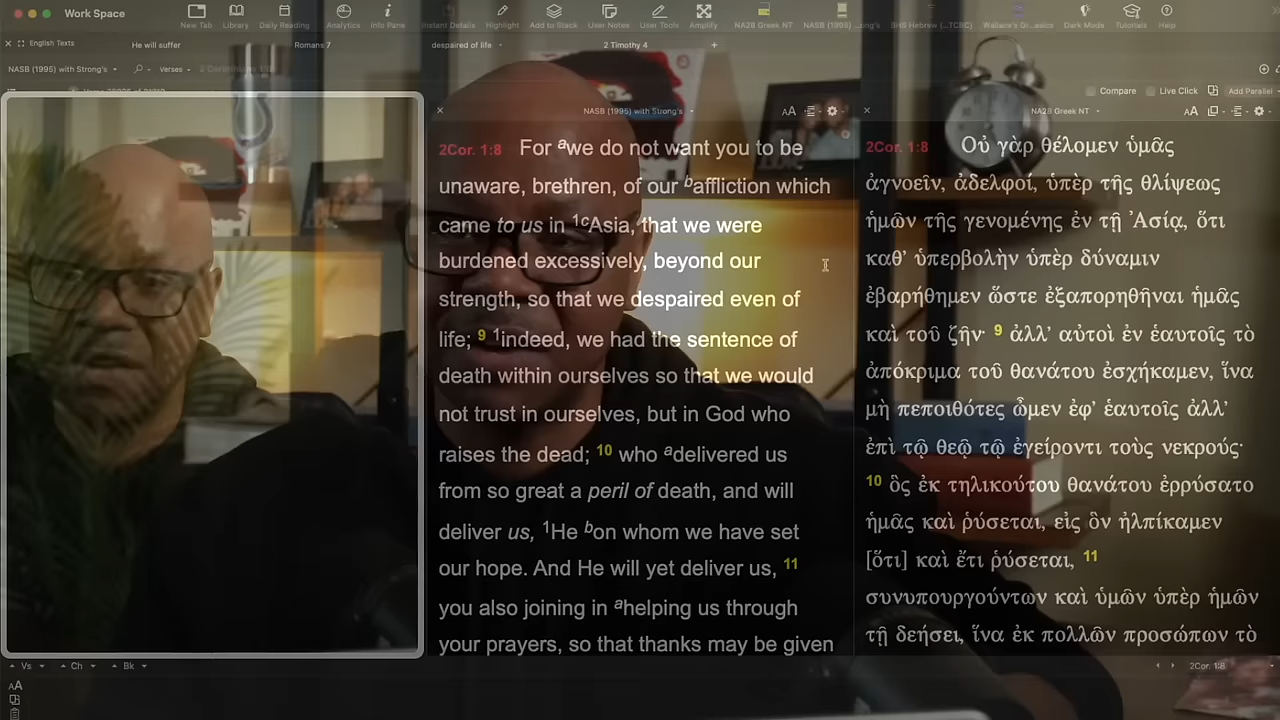 Work Space
New Tab
Library
Daily Reading
Analytics
Info Pane
Instant Details
Highlight
Add to Stack
User Notes
User Tools
Amplify
NA28 Greek NT
NASB (1995)
BHS Hebrew
Dark Mode
Tutorials
Help
English Texts
He will suffer
Romans 7
despaired of life
2 Timothy 4
NASB (1995) with Strong's
Verses
Compare
Live Click
Add Parallel
NASB (1995) with Strong's
2Cor. 1:8 For ᵃwe do not want you to be
unaware, brethren, of our ᵇaffliction which
came to us in ¹ᶜAsia, that we were
burdened excessively, beyond our
strength, so that we despaired even of
life; 9 ¹indeed, we had the sentence of
death within ourselves so that we would
not trust in ourselves, but in God who
raises the dead; 10 who ᵃdelivered us
from so great a peril of death, and will
deliver us, ¹He ᵇon whom we have set
our hope. And He will yet deliver us, 11
you also joining in ᵃhelping us through
your prayers, so that thanks may be given
NA28 Greek NT
2Cor. 1:8 Οὐ γὰρ θέλομεν ὑμᾶς
ἀγνοεῖν, ἀδελφοί, ὑπὲρ τῆς θλίψεως
ἡμῶν τῆς γενομένης ἐν τῇ Ἀσίᾳ, ὅτι
καθ’ ὑπερβολὴν ὑπὲρ δύναμιν
ἐβαρήθημεν ὥστε ἐξαπορηθῆναι ἡμᾶς
καὶ τοῦ ζῆν· 9 ἀλλ’ αὐτοὶ ἐν ἑαυτοῖς τὸ
ἀπόκριμα τοῦ θανάτου ἐσχήκαμεν, ἵνα
μὴ πεποιθότες ὦμεν ἐφ’ ἑαυτοῖς ἀλλ’
ἐπὶ τῷ θεῷ τῷ ἐγείροντι τοὺς νεκρούς·
10 ὃς ἐκ τηλικούτου θανάτου ἐρρύσατο
ἡμᾶς καὶ ῥύσεται, εἰς ὃν ἠλπίκαμεν
[ὅτι] καὶ ἔτι ῥύσεται, 11
συνυπουργούντων καὶ ὑμῶν ὑπὲρ ἡμῶν
τῇ δεήσει, ἵνα ἐκ πολλῶν προσώπων τὸ
Vs
Ch
Bk
2Cor. 1:8